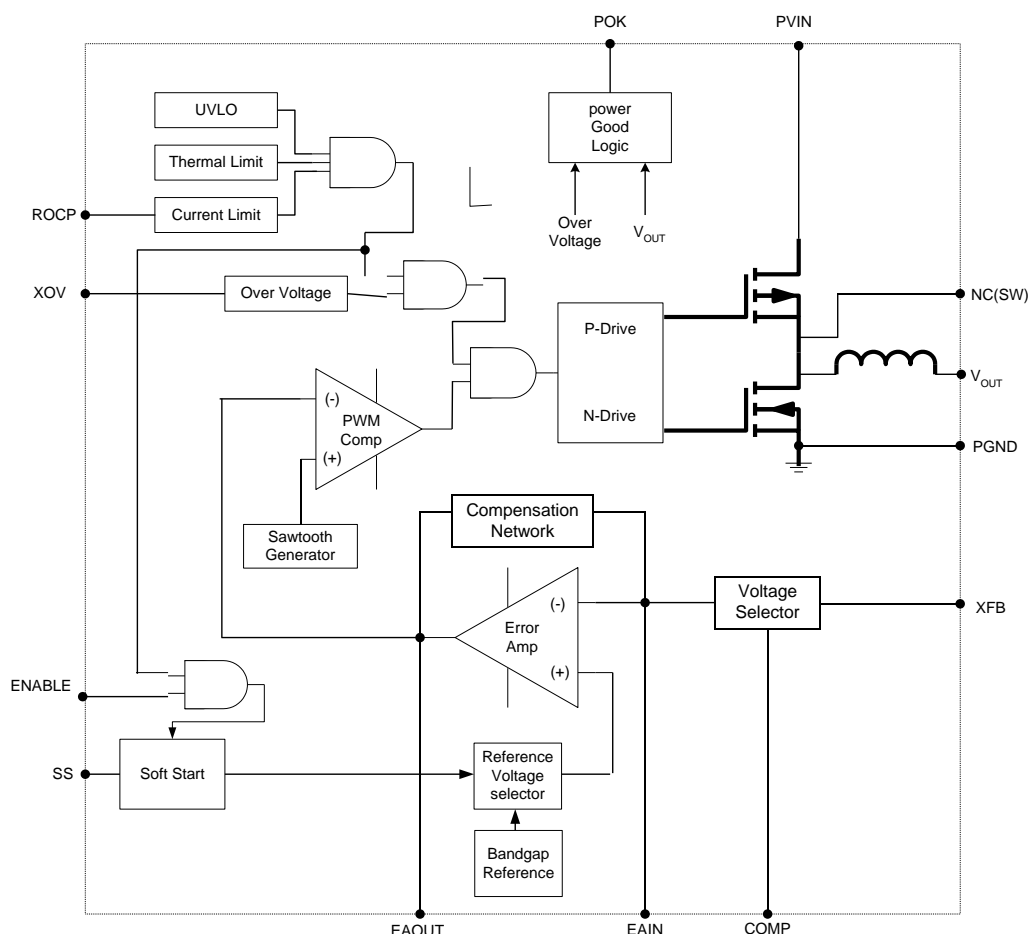 POK
PVIN
UVLO
power
Good
Logic
Thermal Limit
ROCP
Current Limit
Over
Voltage
VOUT
XOV
Over Voltage
NC(SW)
P-Drive
VOUT
(-)
PWM
Comp
(+)
N-Drive
PGND
Compensation
Network
Sawtooth
Generator
Voltage
Selector
(-)
XFB
Error
Amp
(+)
ENABLE
SS
Soft Start
Reference
Voltage
selector
Bandgap
Reference
EAOUT
EAIN
COMP